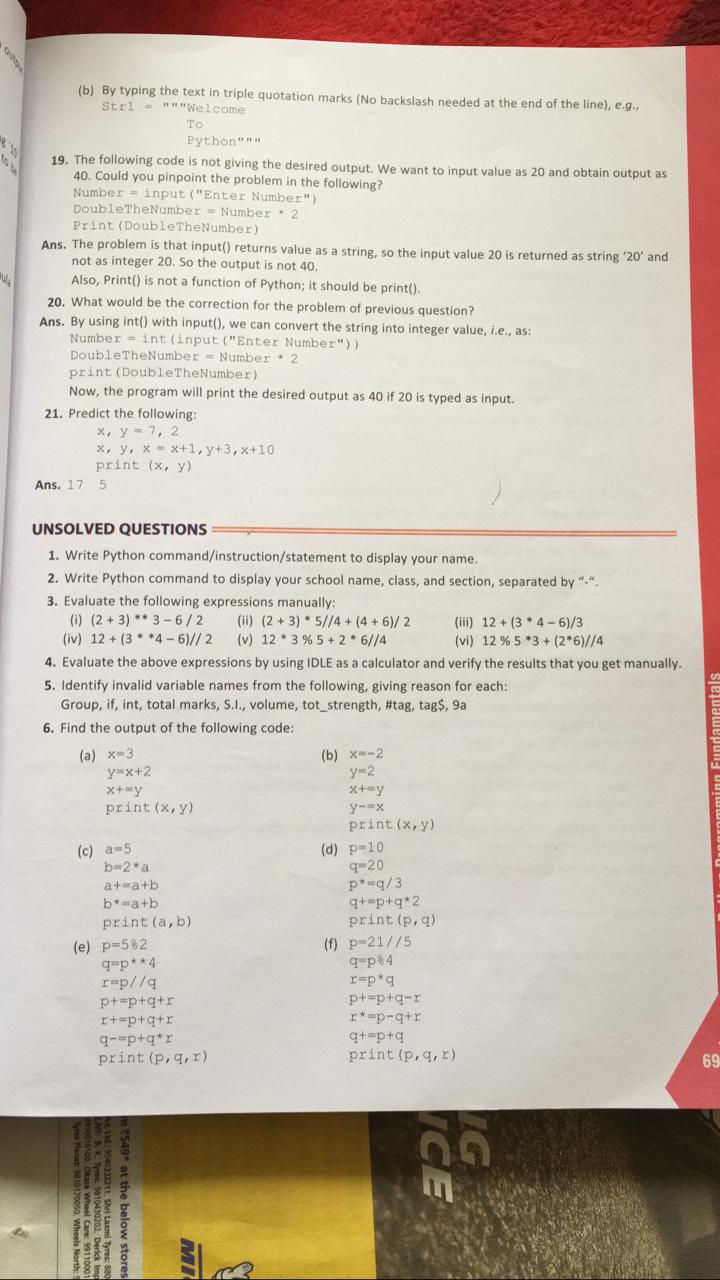 (b) By typing the text in triple quotation marks (No backslash needed at the end of the line), e.g.,
Str1 = """Welcome
To
Python"""
19. The following code is not giving the desired output. We want to input value as 20 and obtain output as
40. Could you pinpoint the problem in the following?
Number = input ("Enter Number")
DoubleTheNumber = Number * 2
Print (DoubleTheNumber)
Ans. The problem is that input() returns value as a string, so the input value 20 is returned as string ‘20’ and
not as integer 20. So the output is not 40.
Also, Print() is not a function of Python; it should be print().
20. What would be the correction for the problem of previous question?
Ans. By using int() with input(), we can convert the string into integer value, i.e., as:
Number = int (input ("Enter Number"))
DoubleTheNumber = Number * 2
print (DoubleTheNumber)
Now, the program will print the desired output as 40 if 20 is typed as input.
21. Predict the following:
x, y = 7, 2
x, y, x = x+1, y+3, x+10
print (x, y)
Ans. 17 5
UNSOLVED QUESTIONS
1. Write Python command/instruction/statement to display your name.
2. Write Python command to display your school name, class, and section, separated by “-”.
3. Evaluate the following expressions manually:
(i) (2 + 3) ** 3 – 6 / 2 (ii) (2 + 3) * 5//4 + (4 + 6)/ 2 (iii) 12 + (3 * 4 – 6)/3
(iv) 12 + (3 * *4 – 6)// 2 (v) 12 * 3 % 5 + 2 * 6//4 (vi) 12 % 5 *3 + (2*6)//4
4. Evaluate the above expressions by using IDLE as a calculator and verify the results that you get manually.
5. Identify invalid variable names from the following, giving reason for each:
Group, if, int, total marks, S.I., volume, tot_strength, #tag, tag$, 9a
6. Find the output of the following code:
(a) x=3
y=x+2
x+=y
print(x,y)
(b) x=-2
y=2
x+=y
y-=x
print(x,y)
(c) a=5
b=2*a
a+=a+b
b*=a+b
print(a,b)
(d) p=10
q=20
p*=q/3
q+=p+q*2
print(p,q)
(e) p=5%2
q=p**4
r=p//q
p+=p+q+r
r+=p+q+r
q-=p+q*r
print(p,q,r)
(f) p=21//5
q=p%4
r=p*q
p+=p+q-r
r*=p-q+r
q+=p+q
print(p,q,r)
69